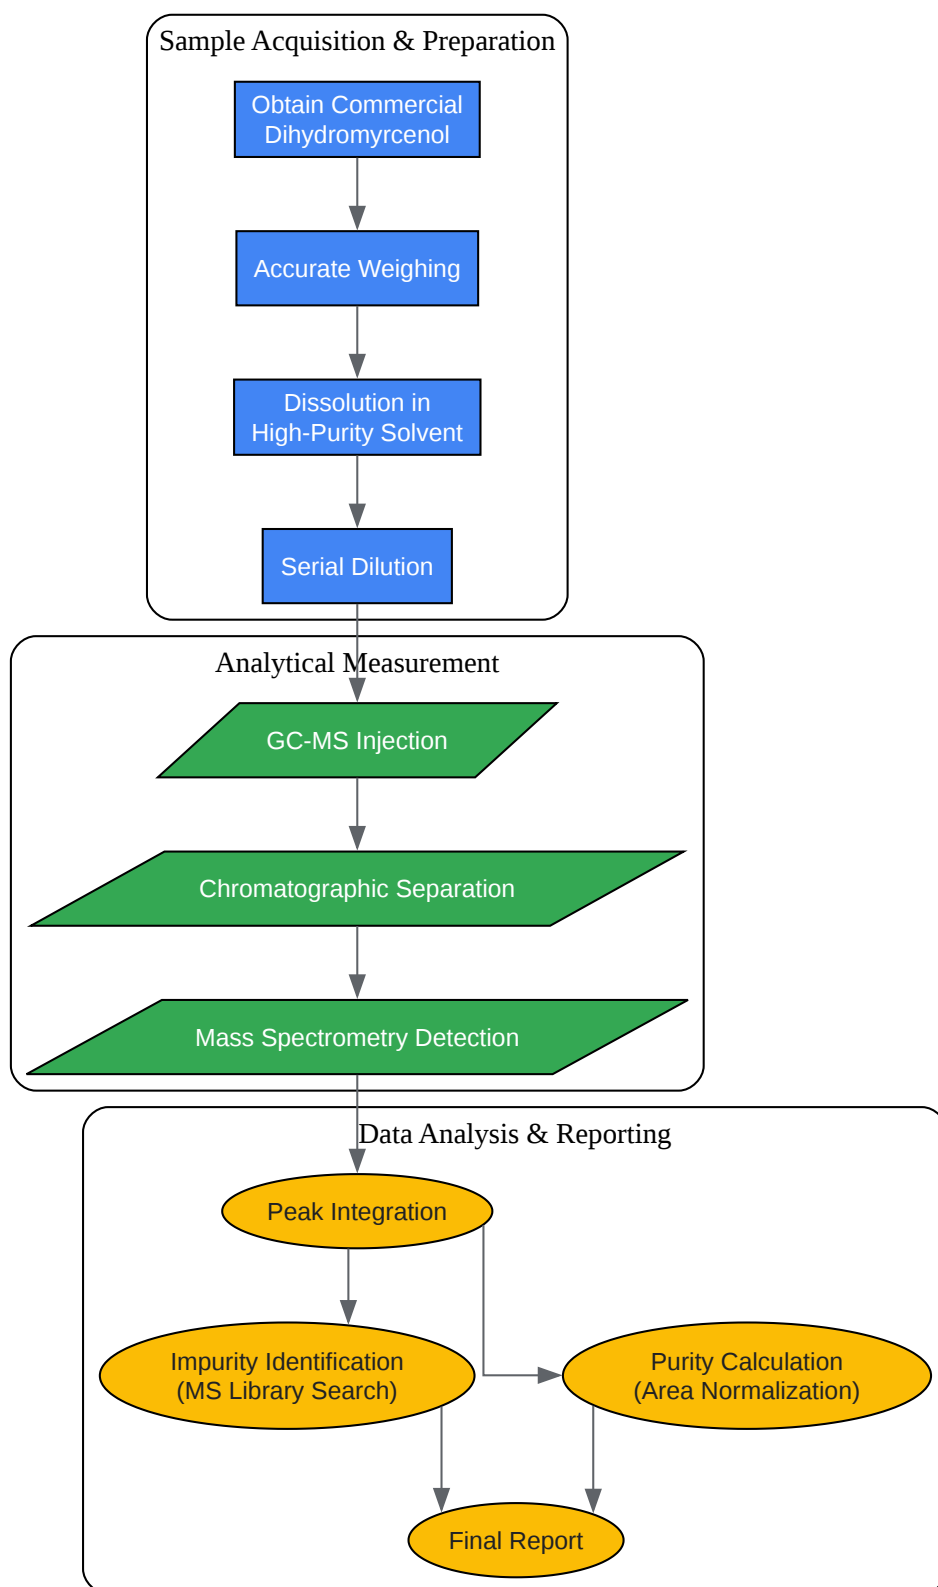 Sample Acquisition & Preparation
Obtain Commercial
Dihydromyrcenol
Accurate Weighing
Dissolution in
High-Purity Solvent
Serial Dilution
Analytical Measurement
GC-MS Injection
Chromatographic Separation
Mass Spectrometry Detection
Data Analysis & Reporting
Peak Integration
Impurity Identification
(MS Library Search)
Purity Calculation
(Area Normalization)
Final Report